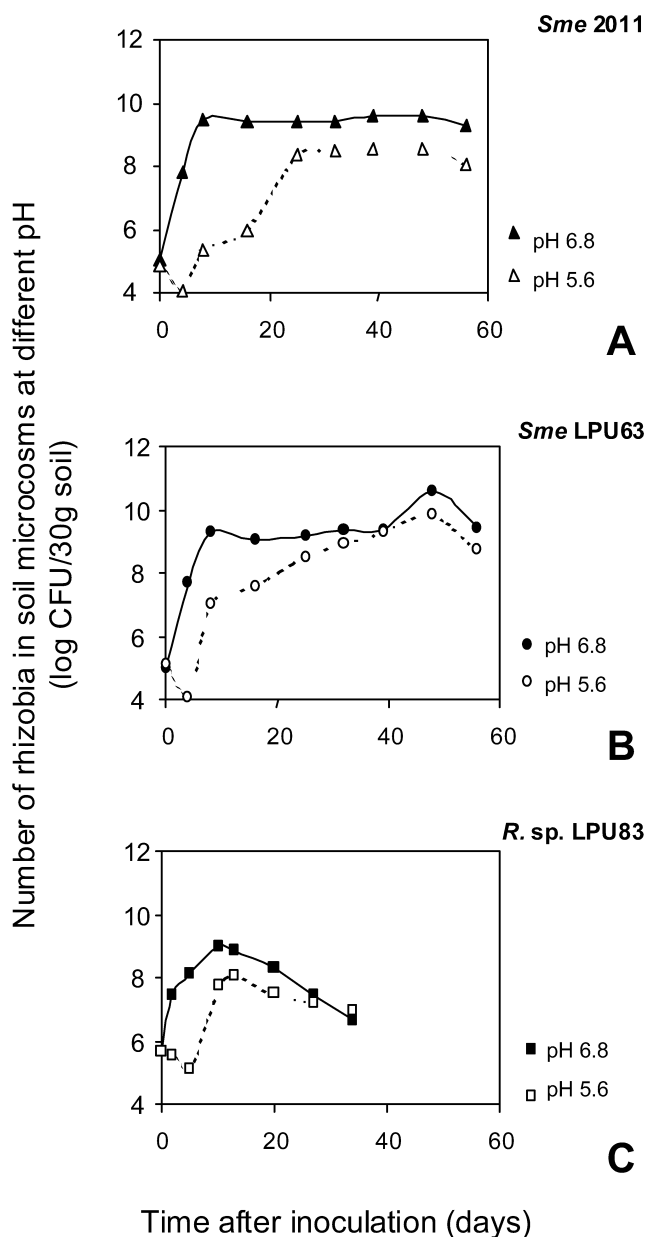 Number of rhizobia in soil microcosms at different pH
(log CFU/30g soil)
Sme 2011
12
10
8
6
4
0 20 40 60
pH 6.8
pH 5.6
A
Sme LPU63
12
10
8
6
4
0 20 40 60
pH 6.8
pH 5.6
B
R. sp. LPU83
12
10
8
6
4
0 20 40 60
pH 6.8
pH 5.6
C
Time after inoculation (days)